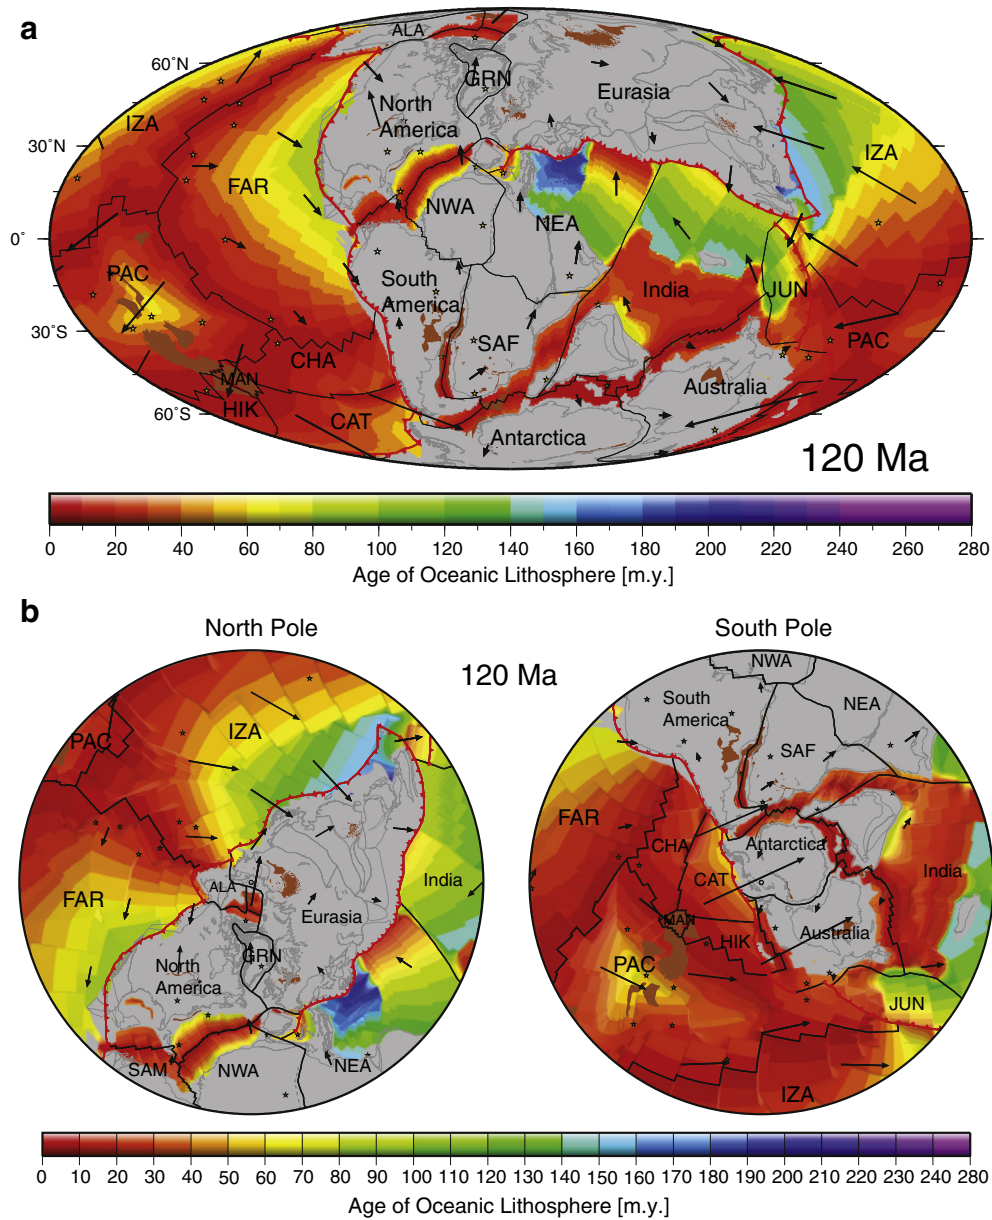 a
ALA
60˚N
GRN
Eurasia
North
America
IZA
30˚N
IZA
FAR
NWA
NEA
0˚
PAC
South
America
India
JUN
30˚S
SAF
PAC
CHA
MAN
Australia
HIK
60˚S
CAT
Antarctica
120 Ma
0 20 40 60 80 100 120 140 160 180 200 220 240 260 280
Age of Oceanic Lithosphere [m.y.]
b
North Pole
South Pole
120 Ma
IZA
PAC
ALA
FAR
India
Eurasia
GRN
North
America
SAM
NWA
NEA
NWA
South
America
NEA
SAF
FAR
CHA
Antarctica
India
CAT
MAN
Australia
HIK
PAC
JUN
IZA
0 10 20 30 40 50 60 70 80 90 100 110 120 130 140 150 160 170 180 190 200 210 220 230 240 250 280
Age of Oceanic Lithosphere [m.y.]